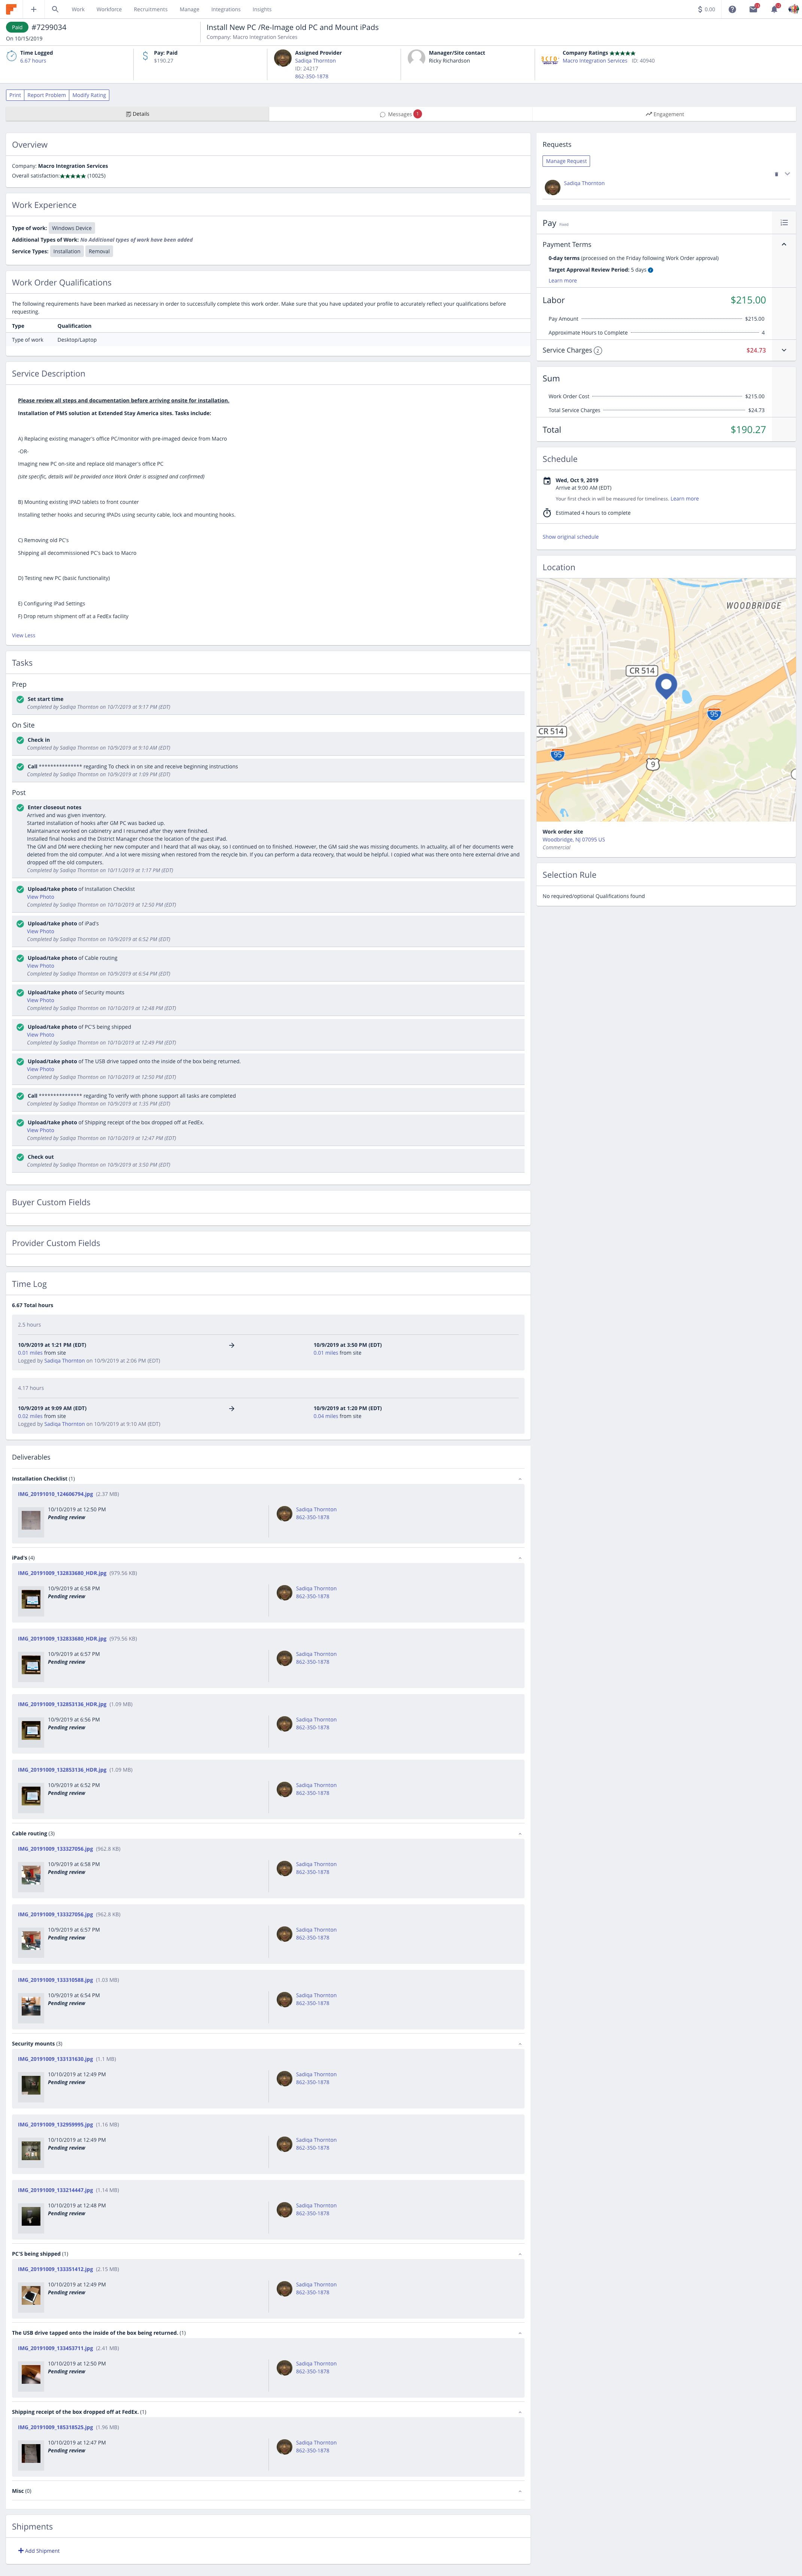 Work Workforce Recruitments Manage Integrations Insights $ 0.00
Paid #7299034
On 10/15/2019
Install New PC /Re-Image old PC and Mount iPads
Company: Macro Integration Services
Time Logged
6.67 hours
Pay: Paid
$190.27
Assigned Provider
Sadiqa Thornton
ID: 24217
862-350-1878
Manager/Site contact
Ricky Richardson
Company Ratings
Macro Integration Services ID: 40940
Print Report Problem Modify Rating
Details
Messages 1
Engagement
Overview
Company: Macro Integration Services
Overall satisfaction: (10025)
Work Experience
Type of work: Windows Device
Additional Types of Work: No Additional types of work have been added
Service Types: Installation Removal
Work Order Qualifications
The following requirements have been marked as necessary in order to successfully complete this work order. Make sure that you have updated your profile to accurately reflect your qualifications before
requesting.
Type Qualification
Type of work Desktop/Laptop
Service Description
Please review all steps and documentation before arriving onsite for installation.
Installation of PMS solution at Extended Stay America sites. Tasks include:
A) Replacing existing manager's office PC/monitor with pre-imaged device from Macro
-OR-
Imaging new PC on-site and replace old manager's office PC
(site specific, details will be provided once Work Order is assigned and confirmed)
B) Mounting existing IPAD tablets to front counter
Installing tether hooks and securing IPADs using security cable, lock and mounting hooks.
C) Removing old PC's
Shipping all decommissioned PC's back to Macro
D) Testing new PC (basic functionality)
E) Configuring iPad Settings
F) Drop return shipment off at a FedEx facility
View Less
Tasks
Prep
Set start time
Completed by Sadiqa Thornton on 10/7/2019 at 9:17 PM (EDT)
On Site
Check in
Completed by Sadiqa Thornton on 10/9/2019 at 9:10 AM (EDT)
Call *************** regarding To check in on site and receive beginning instructions
Completed by Sadiqa Thornton on 10/9/2019 at 1:09 PM (EDT)
Post
Enter closeout notes
Arrived and was given inventory.
Started installation of hooks after GM PC was backed up.
Maintainance worked on cabinetry and I resumed after they were finished.
Installed final hooks and the District Manager chose the location of the guest iPad.
The GM and DM were checking her new computer and I heard that all was okay, so I continued on to finished. However, the GM said she was missing documents. In actuality, all of her documents were
deleted from the old computer. And a lot were missing when restored from the recycle bin. If you can perform a data recovery, that would be helpful. I copied what was there onto here external drive and
dropped off the old computers.
Completed by Sadiqa Thornton on 10/11/2019 at 1:17 PM (EDT)
Upload/take photo of Installation Checklist
View Photo
Completed by Sadiqa Thornton on 10/10/2019 at 12:50 PM (EDT)
Upload/take photo of iPad's
View Photo
Completed by Sadiqa Thornton on 10/9/2019 at 6:52 PM (EDT)
Upload/take photo of Cable routing
View Photo
Completed by Sadiqa Thornton on 10/9/2019 at 6:54 PM (EDT)
Upload/take photo of Security mounts
View Photo
Completed by Sadiqa Thornton on 10/10/2019 at 12:48 PM (EDT)
Upload/take photo of PC'S being shipped
View Photo
Completed by Sadiqa Thornton on 10/10/2019 at 12:49 PM (EDT)
Upload/take photo of The USB drive tapped onto the inside of the box being returned.
View Photo
Completed by Sadiqa Thornton on 10/10/2019 at 12:50 PM (EDT)
Call *************** regarding To verify with phone support all tasks are completed
Completed by Sadiqa Thornton on 10/9/2019 at 1:35 PM (EDT)
Upload/take photo of Shipping receipt of the box dropped off at FedEx.
View Photo
Completed by Sadiqa Thornton on 10/10/2019 at 12:47 PM (EDT)
Check out
Completed by Sadiqa Thornton on 10/9/2019 at 3:50 PM (EDT)
Buyer Custom Fields
Provider Custom Fields
Time Log
6.67 Total hours
2.5 hours
10/9/2019 at 1:21 PM (EDT) 10/9/2019 at 3:50 PM (EDT)
0.01 miles from site 0.01 miles from site
Logged by Sadiqa Thornton on 10/9/2019 at 2:06 PM (EDT)
4.17 hours
10/9/2019 at 9:09 AM (EDT) 10/9/2019 at 1:20 PM (EDT)
0.02 miles from site 0.04 miles from site
Logged by Sadiqa Thornton on 10/9/2019 at 9:10 AM (EDT)
Deliverables
Installation Checklist (1)
IMG_20191010_124606794.jpg (2.37 MB)
10/10/2019 at 12:50 PM Sadiqa Thornton
Pending review 862-350-1878
iPad's (4)
IMG_20191009_132833680_HDR.jpg (979.56 KB)
10/9/2019 at 6:58 PM Sadiqa Thornton
Pending review 862-350-1878
IMG_20191009_132833680_HDR.jpg (979.56 KB)
10/9/2019 at 6:57 PM Sadiqa Thornton
Pending review 862-350-1878
IMG_20191009_132853136_HDR.jpg (1.09 MB)
10/9/2019 at 6:56 PM Sadiqa Thornton
Pending review 862-350-1878
IMG_20191009_132853136_HDR.jpg (1.09 MB)
10/9/2019 at 6:52 PM Sadiqa Thornton
Pending review 862-350-1878
Cable routing (3)
IMG_20191009_133327056.jpg (962.8 KB)
10/9/2019 at 6:58 PM Sadiqa Thornton
Pending review 862-350-1878
IMG_20191009_133327056.jpg (962.8 KB)
10/9/2019 at 6:57 PM Sadiqa Thornton
Pending review 862-350-1878
IMG_20191009_133310588.jpg (1.03 MB)
10/9/2019 at 6:54 PM Sadiqa Thornton
Pending review 862-350-1878
Security mounts (3)
IMG_20191009_133131630.jpg (1.1 MB)
10/10/2019 at 12:49 PM Sadiqa Thornton
Pending review 862-350-1878
IMG_20191009_132959995.jpg (1.16 MB)
10/10/2019 at 12:49 PM Sadiqa Thornton
Pending review 862-350-1878
IMG_20191009_133214447.jpg (1.14 MB)
10/10/2019 at 12:48 PM Sadiqa Thornton
Pending review 862-350-1878
PC'S being shipped (1)
IMG_20191009_133351412.jpg (2.15 MB)
10/10/2019 at 12:49 PM Sadiqa Thornton
Pending review 862-350-1878
The USB drive tapped onto the inside of the box being returned. (1)
IMG_20191009_133453711.jpg (2.41 MB)
10/10/2019 at 12:50 PM Sadiqa Thornton
Pending review 862-350-1878
Shipping receipt of the box dropped off at FedEx. (1)
IMG_20191009_185318525.jpg (1.96 MB)
10/10/2019 at 12:47 PM Sadiqa Thornton
Pending review 862-350-1878
Misc (0)
Shipments
Add Shipment
Requests
Manage Request
Sadiqa Thornton
Pay Fixed
Payment Terms
0-day terms (processed on the Friday following Work Order approval)
Target Approval Review Period: 5 days
Learn more
Labor $215.00
Pay Amount $215.00
Approximate Hours to Complete 4
Service Charges 2 $24.73
Sum
Work Order Cost $215.00
Total Service Charges $24.73
Total $190.27
Schedule
Wed, Oct 9, 2019
Arrive at 9:00 AM (EDT)
Your first check in will be measured for timeliness. Learn more
Estimated 4 hours to complete
Show original schedule
Location
WOODBRIDGE
CR 514
95
CR 514
95
9
Work order site
Woodbridge, NJ 07095 US
Commercial
Selection Rule
No required/optional Qualifications found